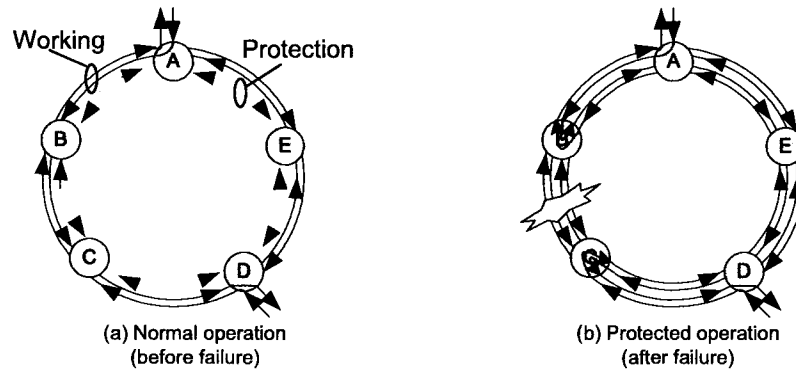 Working
Protection
A
B
E
C
D
(a) Normal operation
(before failure)
A
E
D
(b) Protected operation
(after failure)